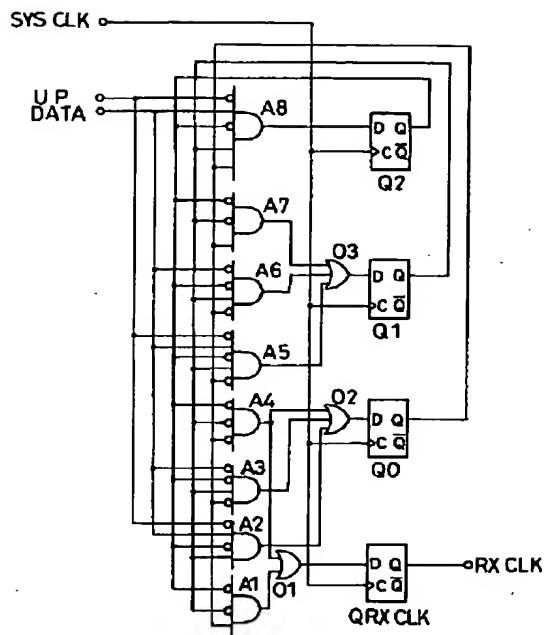 SYS CLK
UP
DATA
A8
D Q
C Q̅
Q2
A7
O3
A6
D Q
C Q̅
Q1
A5
A4
O2
D Q
C Q̅
Q0
A3
A2
A1
O1
D Q
C Q̅
RX CLK
QRX CLK